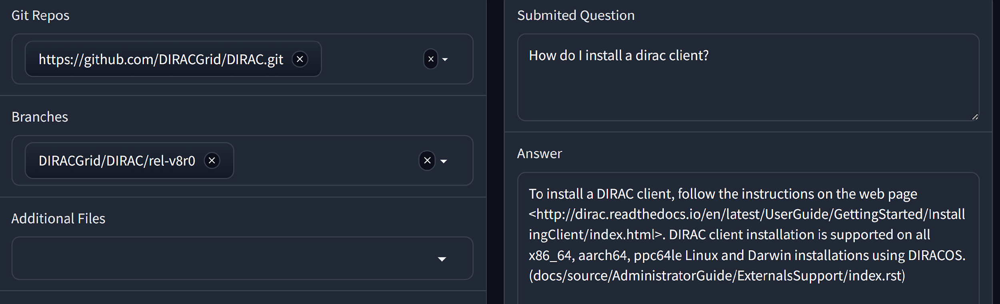 Git Repos
https://github.com/DIRACGrid/DIRAC.git
Branches
DIRACGrid/DIRAC/rel-v8r0
Additional Files
Submited Question
How do I install a dirac client?
Answer
To install a DIRAC client, follow the instructions on the web page
<http://dirac.readthedocs.io/en/latest/UserGuide/GettingStarted/Install
ingClient/index.html>. DIRAC client installation is supported on all
x86_64, aarch64, ppc64le Linux and Darwin installations using DIRACOS.
(docs/source/AdministratorGuide/ExternalsSupport/index.rst)